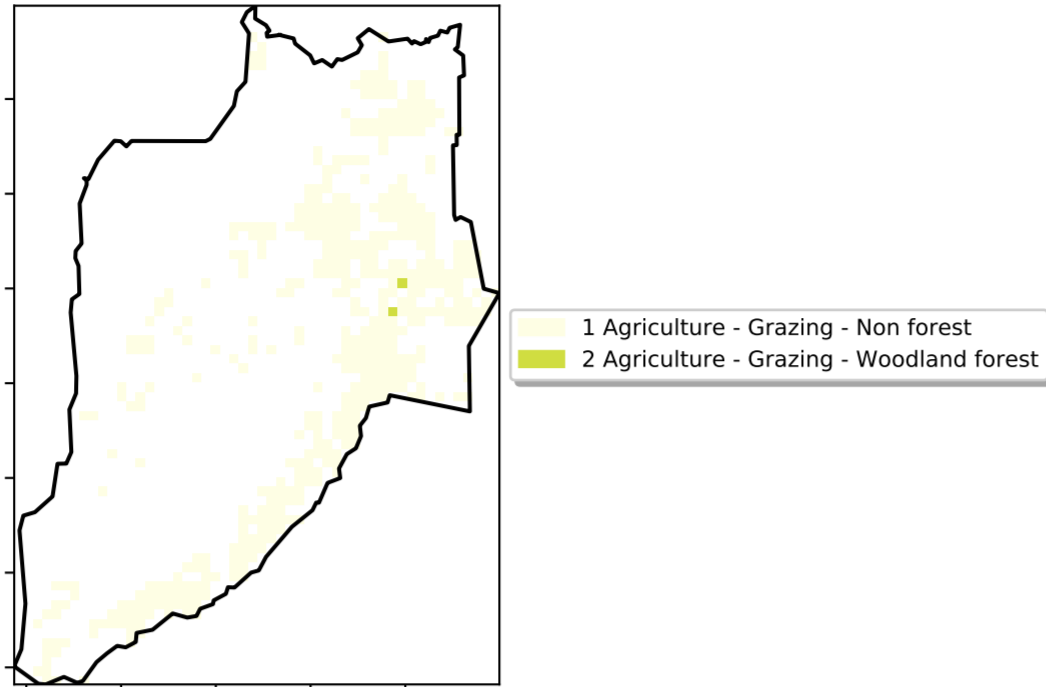 1 Agriculture - Grazing - Non forest
2 Agriculture - Grazing - Woodland forest